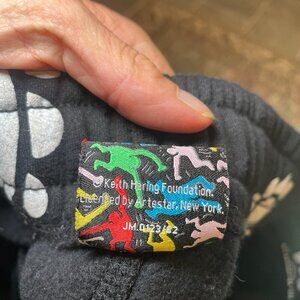 © Keith Haring Foundation.
Licensed by Artestar, New York.
JM.0123/22